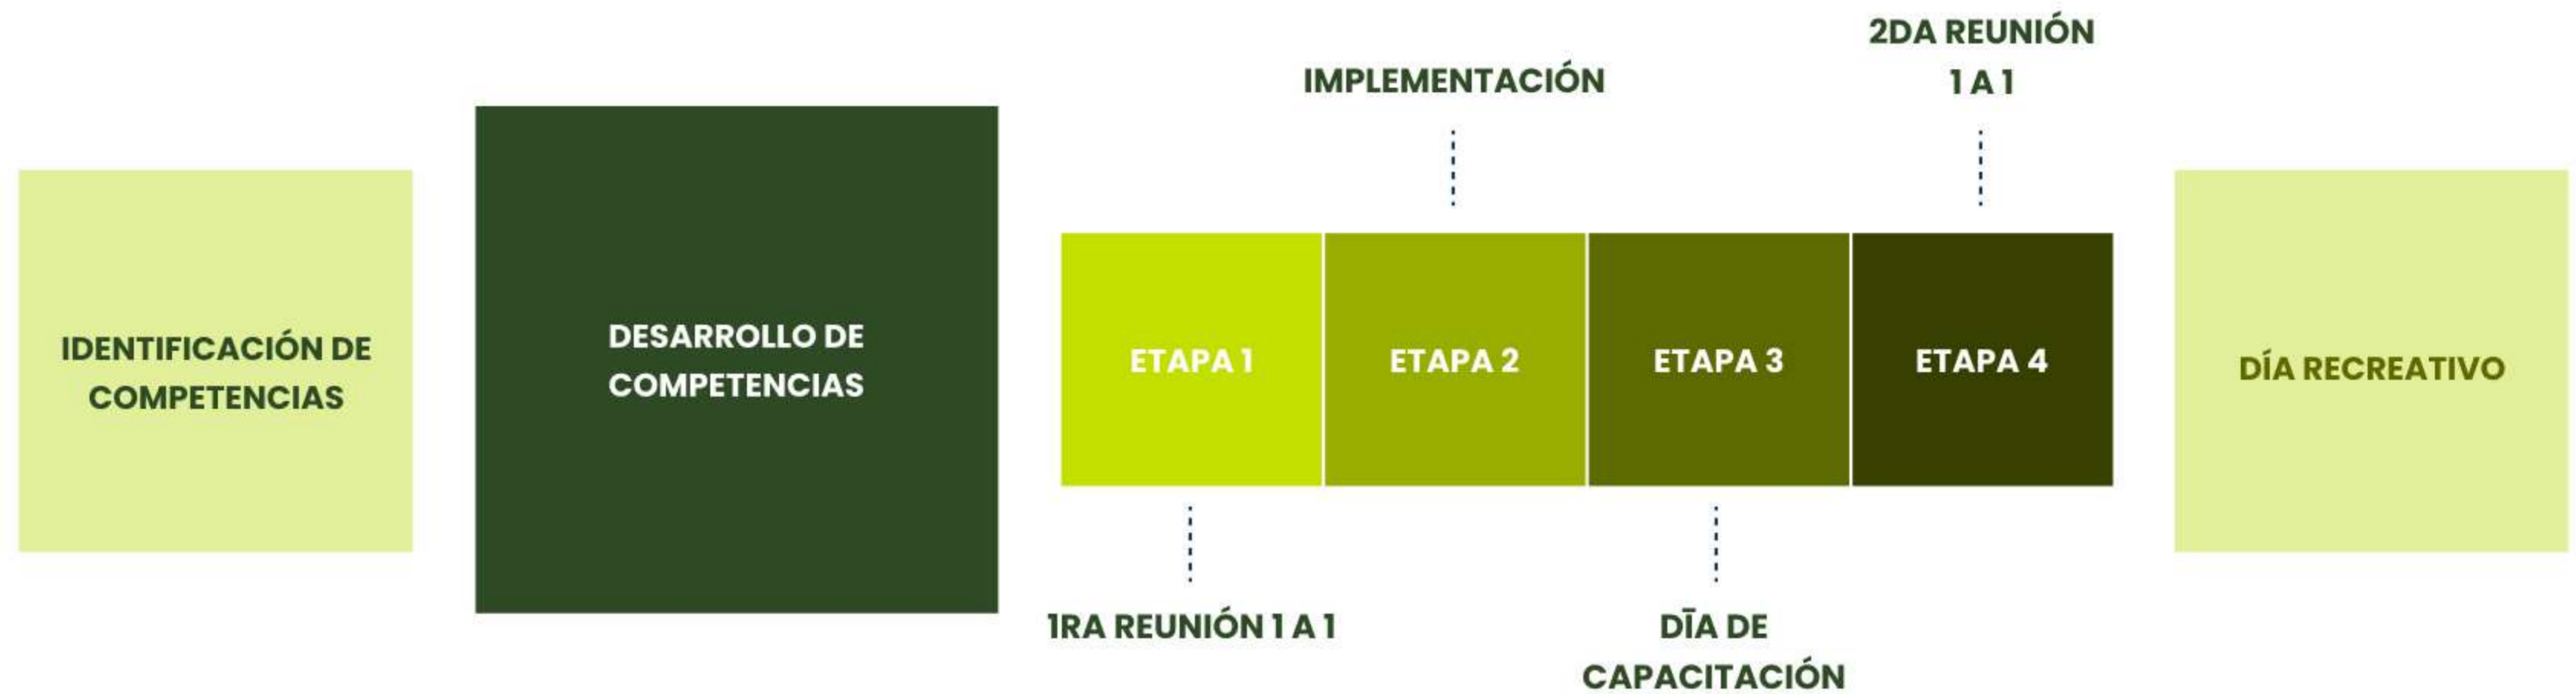 IDENTIFICACIÓN DE
COMPETENCIAS
DESARROLLO DE
COMPETENCIAS
IMPLEMENTACIÓN
2DA REUNIÓN
1 A 1
ETAPA 1
ETAPA 2
ETAPA 3
ETAPA 4
1RA REUNIÓN 1 A 1
DĪA DE
CAPACITACIÓN
DÍA RECREATIVO